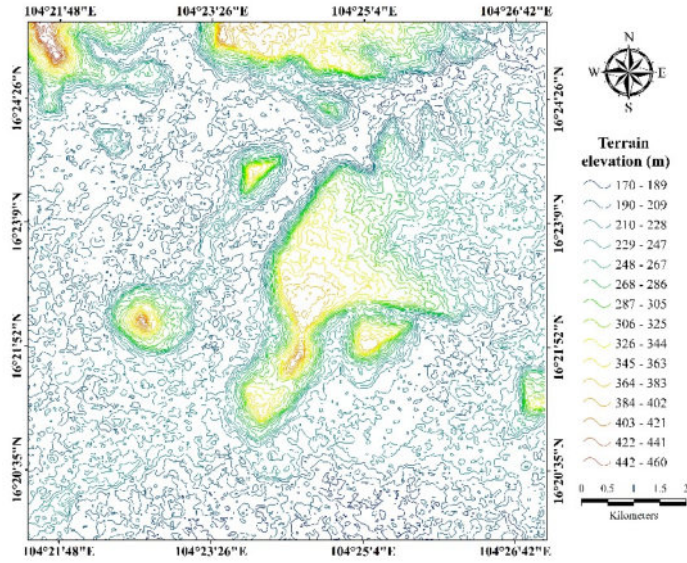 104°21'48"E 104°23'26"E 104°25'4"E 104°26'42"E
N
W E
S
16°24'26"N 16°24'26"N
16°23'9"N 16°23'9"N
16°21'52"N 16°21'52"N
16°20'35"N 16°20'35"N
Terrain
elevation (m)
170 - 189
190 - 209
210 - 228
229 - 247
248 - 267
268 - 286
287 - 305
306 - 325
326 - 344
345 - 363
364 - 383
384 - 402
403 - 421
422 - 441
442 - 460
0 0.5 1 1.5 2
Kilometers
104°21'48"E 104°23'26"E 104°25'4"E 104°26'42"E